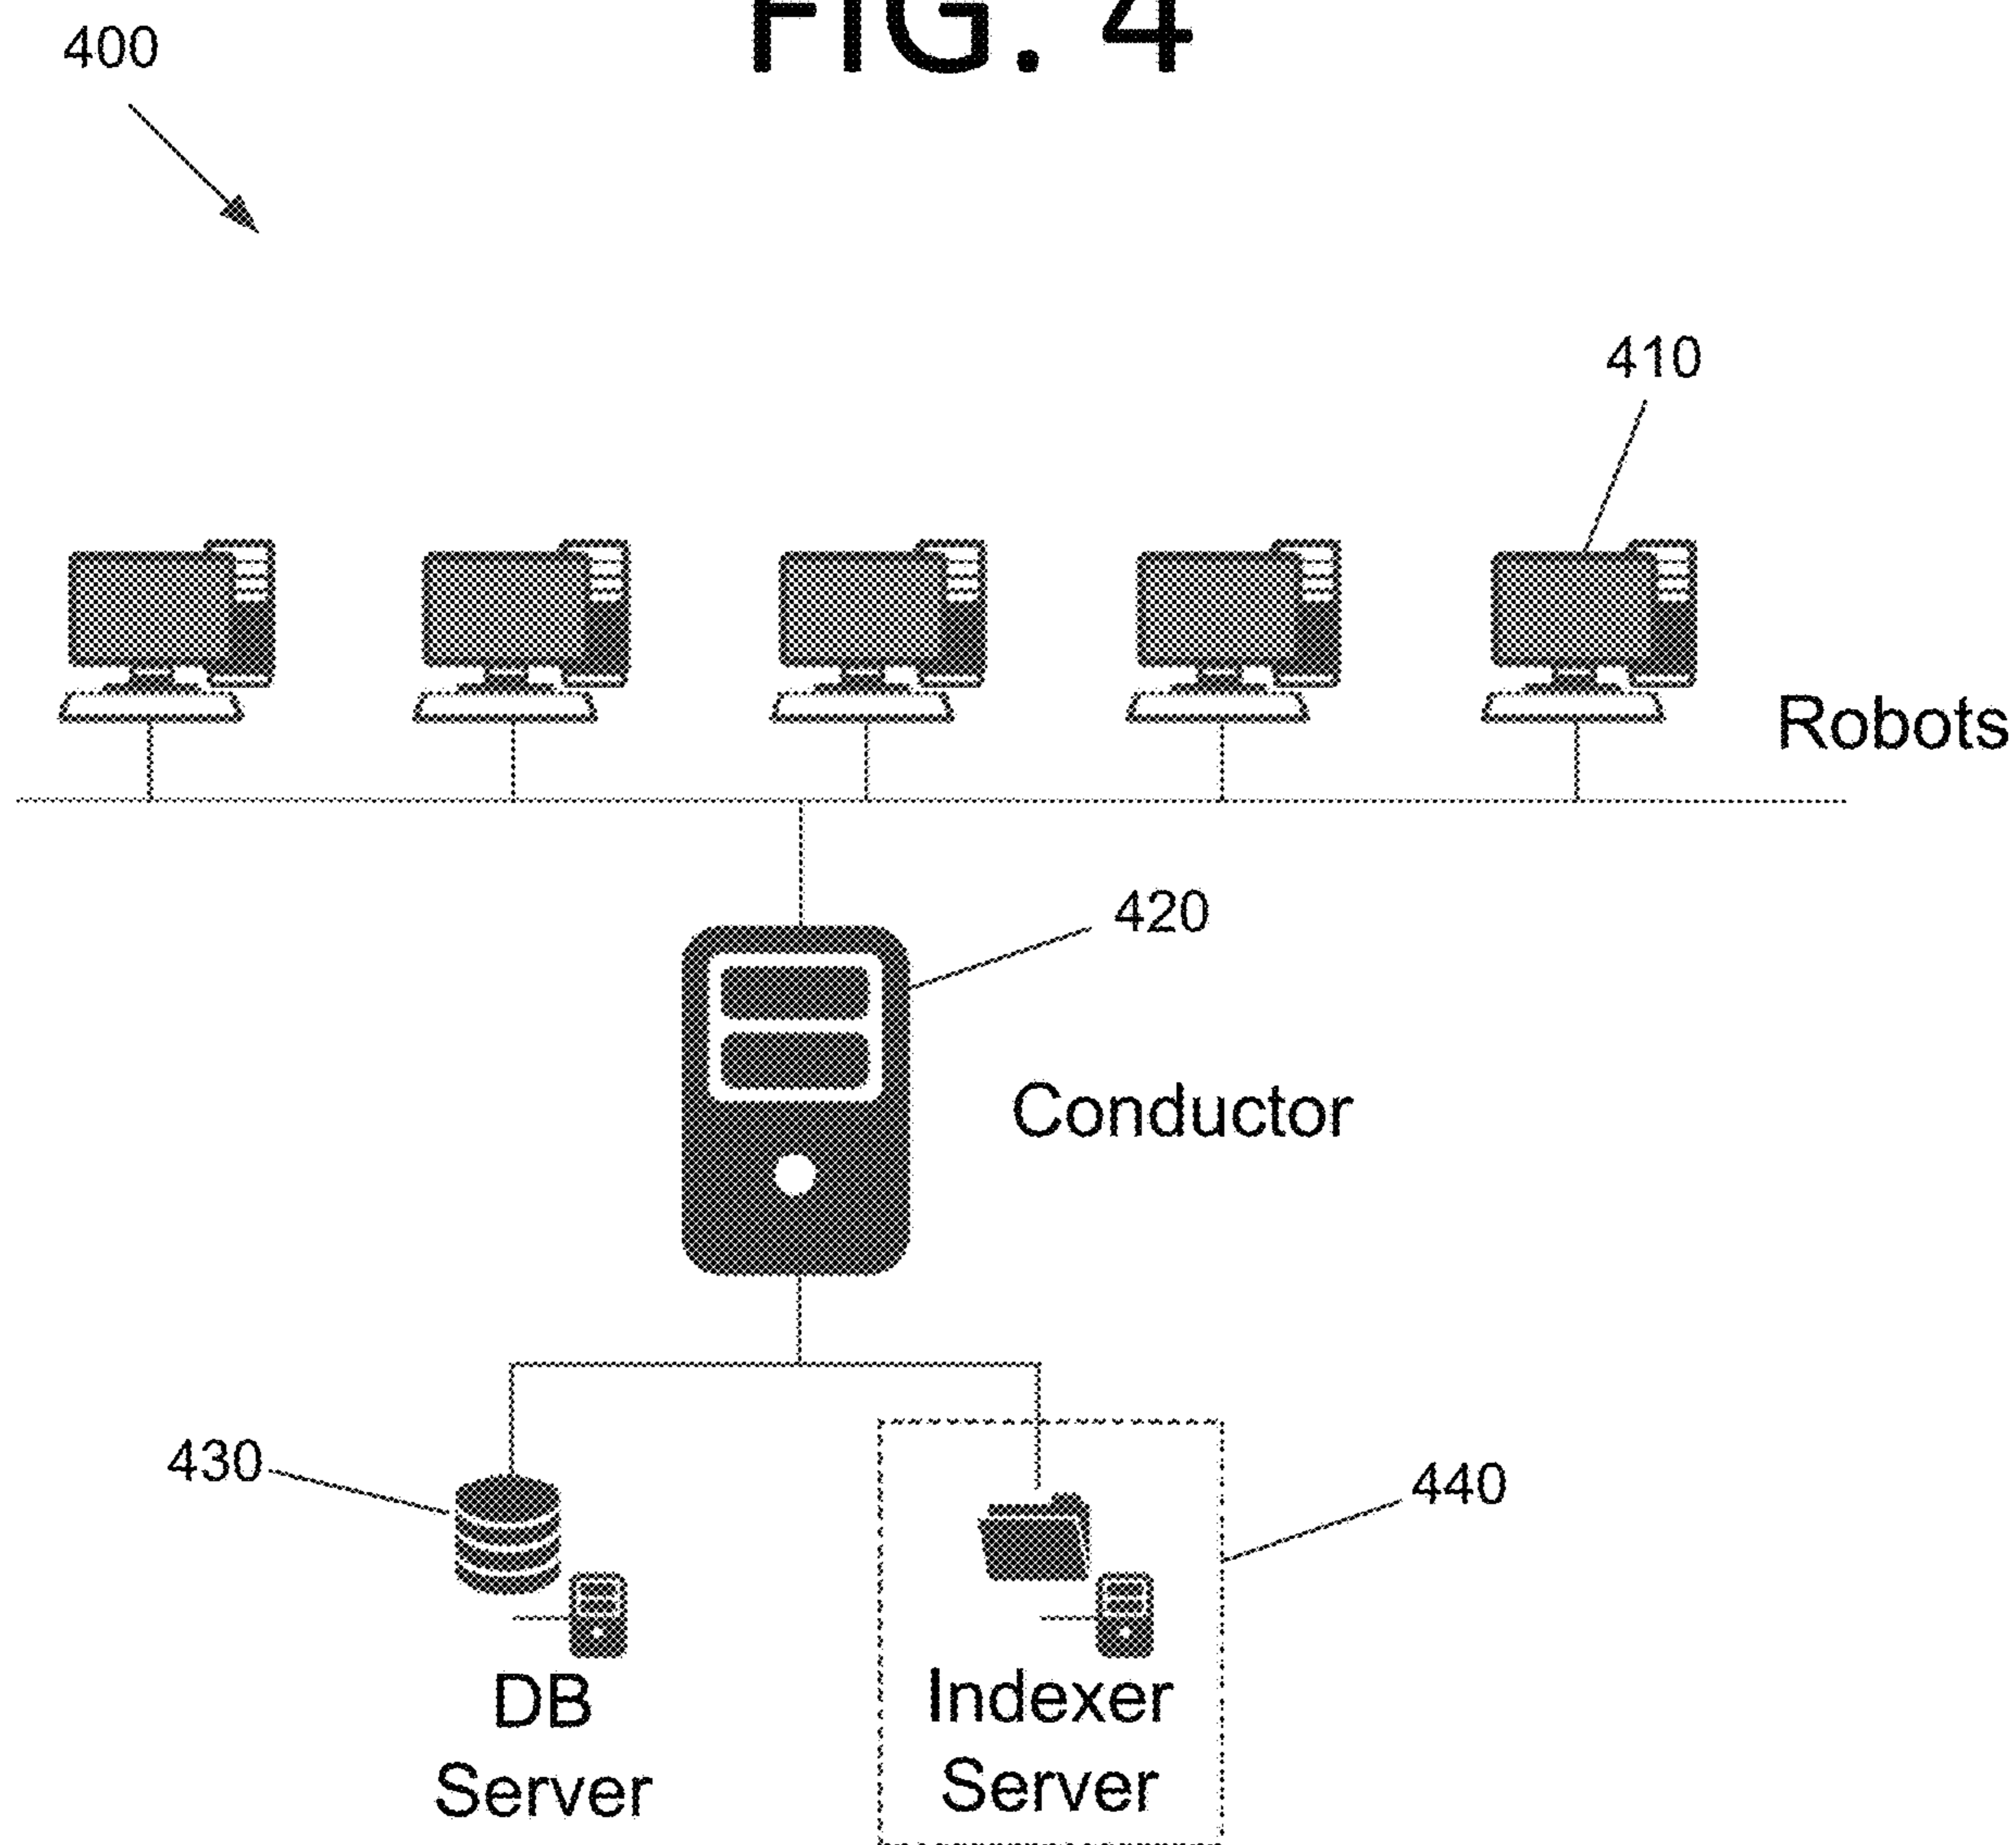 FIG. 4
400
410
Robots
420
Conductor
430
440
DB
Server
Indexer
Server